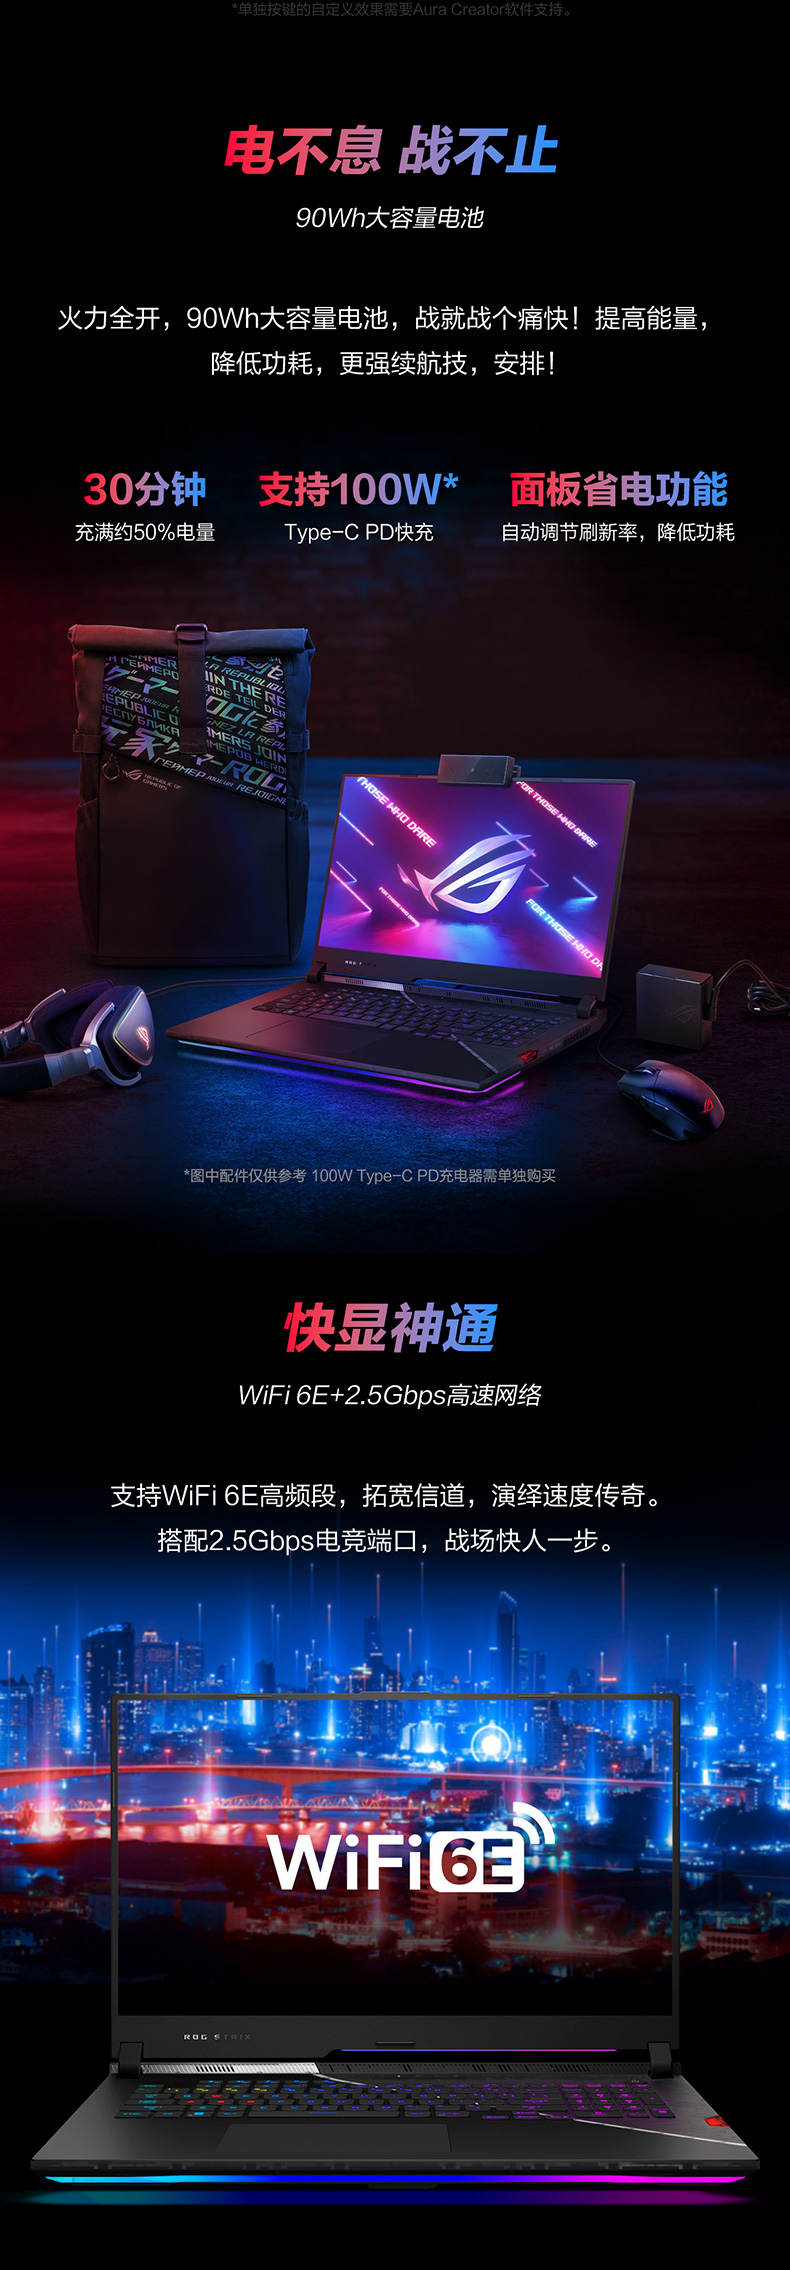 *单独按键的自定义效果需要Aura Creator软件支持。
电不息 战不止
90Wh大容量电池
火力全开，90Wh大容量电池，战就战个痛快！提高能量，
降低功耗，更强续航技，安排！
30分钟
充满约50%电量
支持100W*
Type-C PD快充
面板省电功能
自动调节刷新率，降低功耗
THOSE WHO DARE
FOR THOSE WHO DARE
FOR THOSE WHO DA
REPUBLIC OF
GAMERS
*图中配件仅供参考 100W Type-C PD充电器需单独购买
快显神通
WiFi 6E+2.5Gbps高速网络
支持WiFi 6E高频段，拓宽信道，演绎速度传奇。
搭配2.5Gbps电竞端口，战场快人一步。
WiFi 6E
ROG STRIX